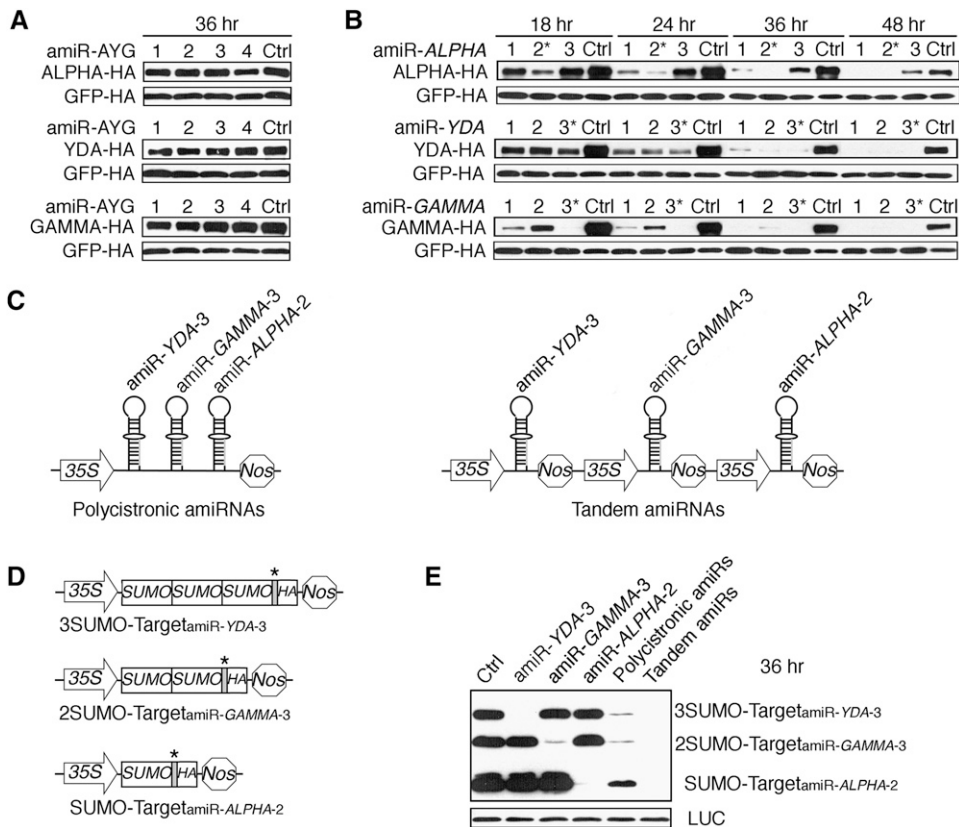 A
36 hr
amiR-AYG 1 2 3 4 Ctrl
ALPHA-HA
GFP-HA
amiR-AYG 1 2 3 4 Ctrl
YDA-HA
GFP-HA
amiR-AYG 1 2 3 4 Ctrl
GAMMA-HA
GFP-HA
B
18 hr 24 hr 36 hr 48 hr
amiR-ALPHA 1 2* 3 Ctrl 1 2* 3 Ctrl 1 2* 3 Ctrl 1 2* 3 Ctrl
ALPHA-HA
GFP-HA
amiR-YDA 1 2 3* Ctrl 1 2 3* Ctrl 1 2 3* Ctrl 1 2 3* Ctrl
YDA-HA
GFP-HA
amiR-GAMMA 1 2 3* Ctrl 1 2 3* Ctrl 1 2 3* Ctrl 1 2 3* Ctrl
GAMMA-HA
GFP-HA
C
amiR-YDA-3
amiR-GAMMA-3
amiR-ALPHA-2
35S Nos
Polycistronic amiRNAs
amiR-YDA-3
amiR-GAMMA-3
amiR-ALPHA-2
35S Nos 35S Nos 35S Nos
Tandem amiRNAs
D
*
35S SUMO SUMO SUMO HA Nos
3SUMO-TargetamiR-YDA-3
*
35S SUMO SUMO HA Nos
2SUMO-TargetamiR-GAMMA-3
*
35S SUMO HA Nos
SUMO-TargetamiR-ALPHA-2
E
Ctrl
amiR-YDA-3
amiR-GAMMA-3
amiR-ALPHA-2
Polycistronic amiRs
Tandem amiRs
36 hr
3SUMO-TargetamiR-YDA-3
2SUMO-TargetamiR-GAMMA-3
SUMO-TargetamiR-ALPHA-2
LUC